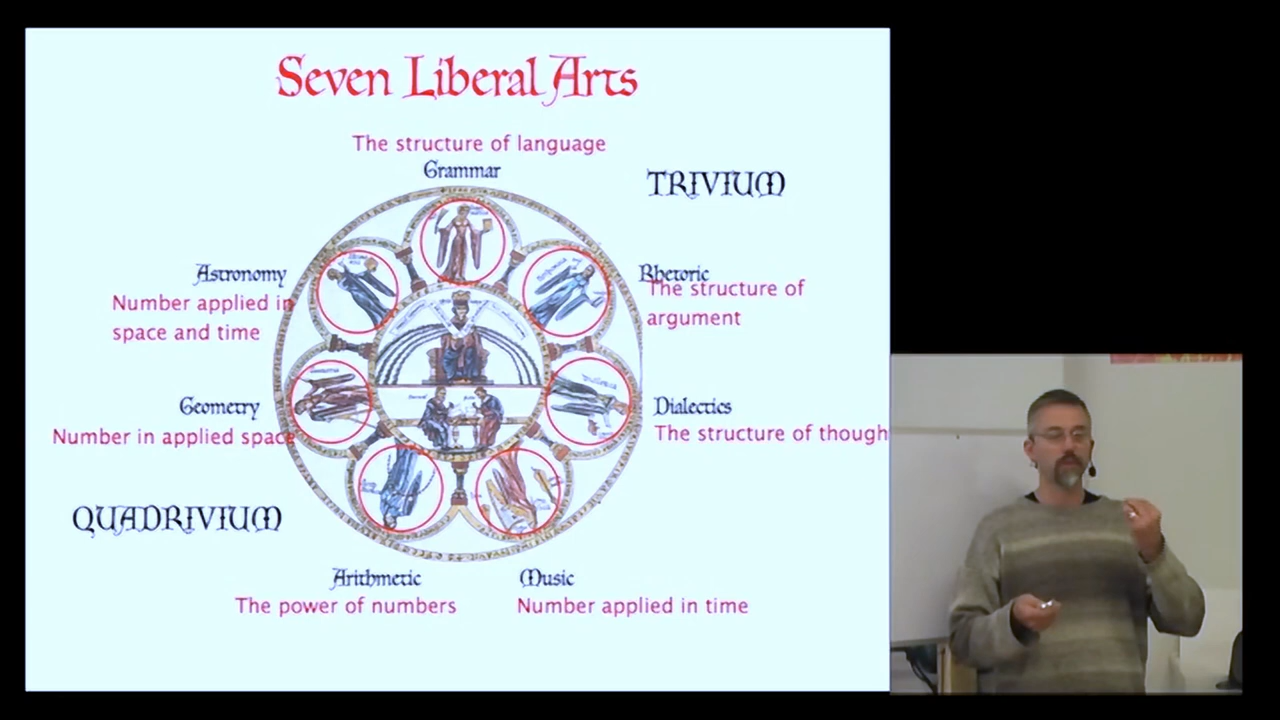 Seven Liberal Arts
The structure of language
Grammar
TRIVIUM
Astronomy
Number applied in
space and time
Rhetoric
The structure of
argument
Geometry
Number in applied space
Dialectics
The structure of though
QUADRIVIUM
Arithmetic
The power of numbers
Music
Number applied in time